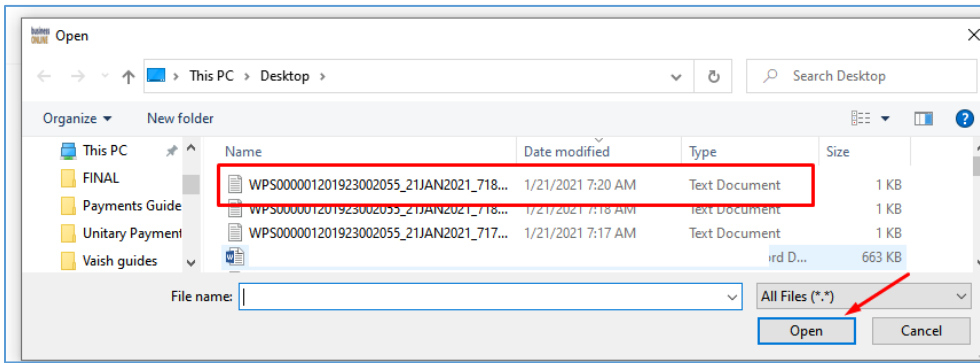 business ONLINE Open
This PC > Desktop >
Search Desktop
Organize New folder
Name Date modified Type Size
This PC
FINAL
Payments Guide
Unitary Payment
Vaish guides
WPS000001201923002055_21JAN2021_718... 1/21/2021 7:20 AM Text Document 1 KB
WPS000001201923002055_21JAN2021_718... 1/21/2021 7:18 AM Text Document 1 KB
WPS000001201923002055_21JAN2021_717... 1/21/2021 7:17 AM Text Document 1 KB
ord D... 663 KB
File name:
All Files (*.*)
Open Cancel